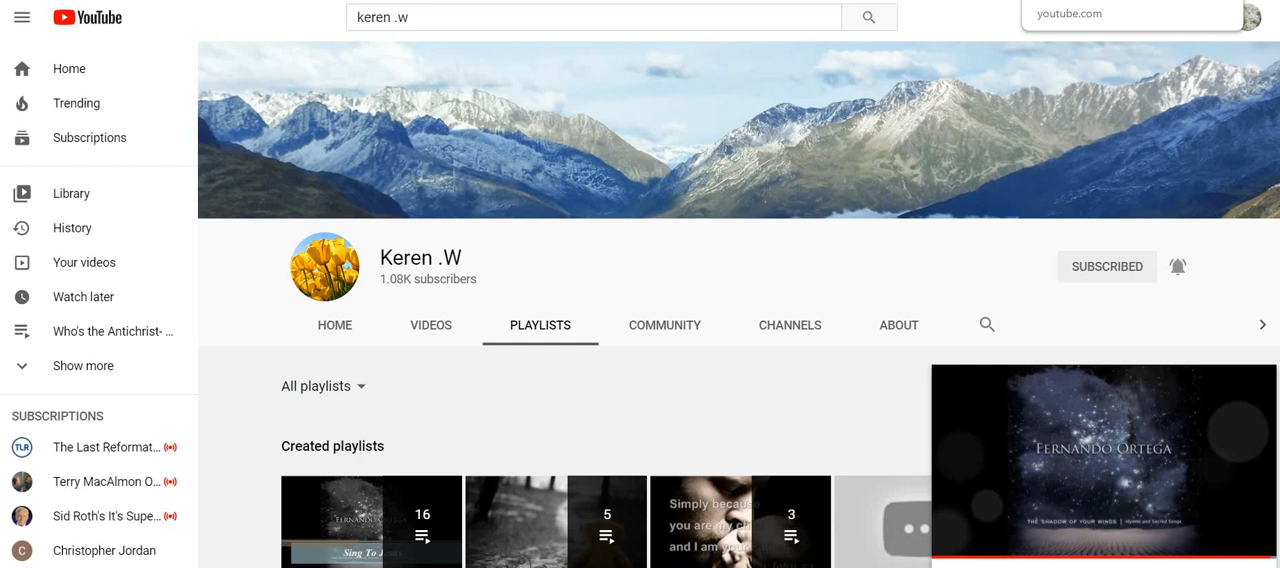 YouTube
keren .w
youtube.com
Home
Trending
Subscriptions
Library
History
Your videos
Watch later
Who's the Antichrist- ...
Show more
SUBSCRIPTIONS
The Last Reformat...
Terry MacAlmon O...
Sid Roth's It's Supe...
Christopher Jordan
Keren .W
1.08K subscribers
SUBSCRIBED
HOME
VIDEOS
PLAYLISTS
COMMUNITY
CHANNELS
ABOUT
All playlists
Created playlists
16
Sing To Jesus
5
Simply because
you are my
and I am your
3
FERNANDO ORTEGA
THE SHADOW OF YOUR WINGS | Hymns and Sacred Songs